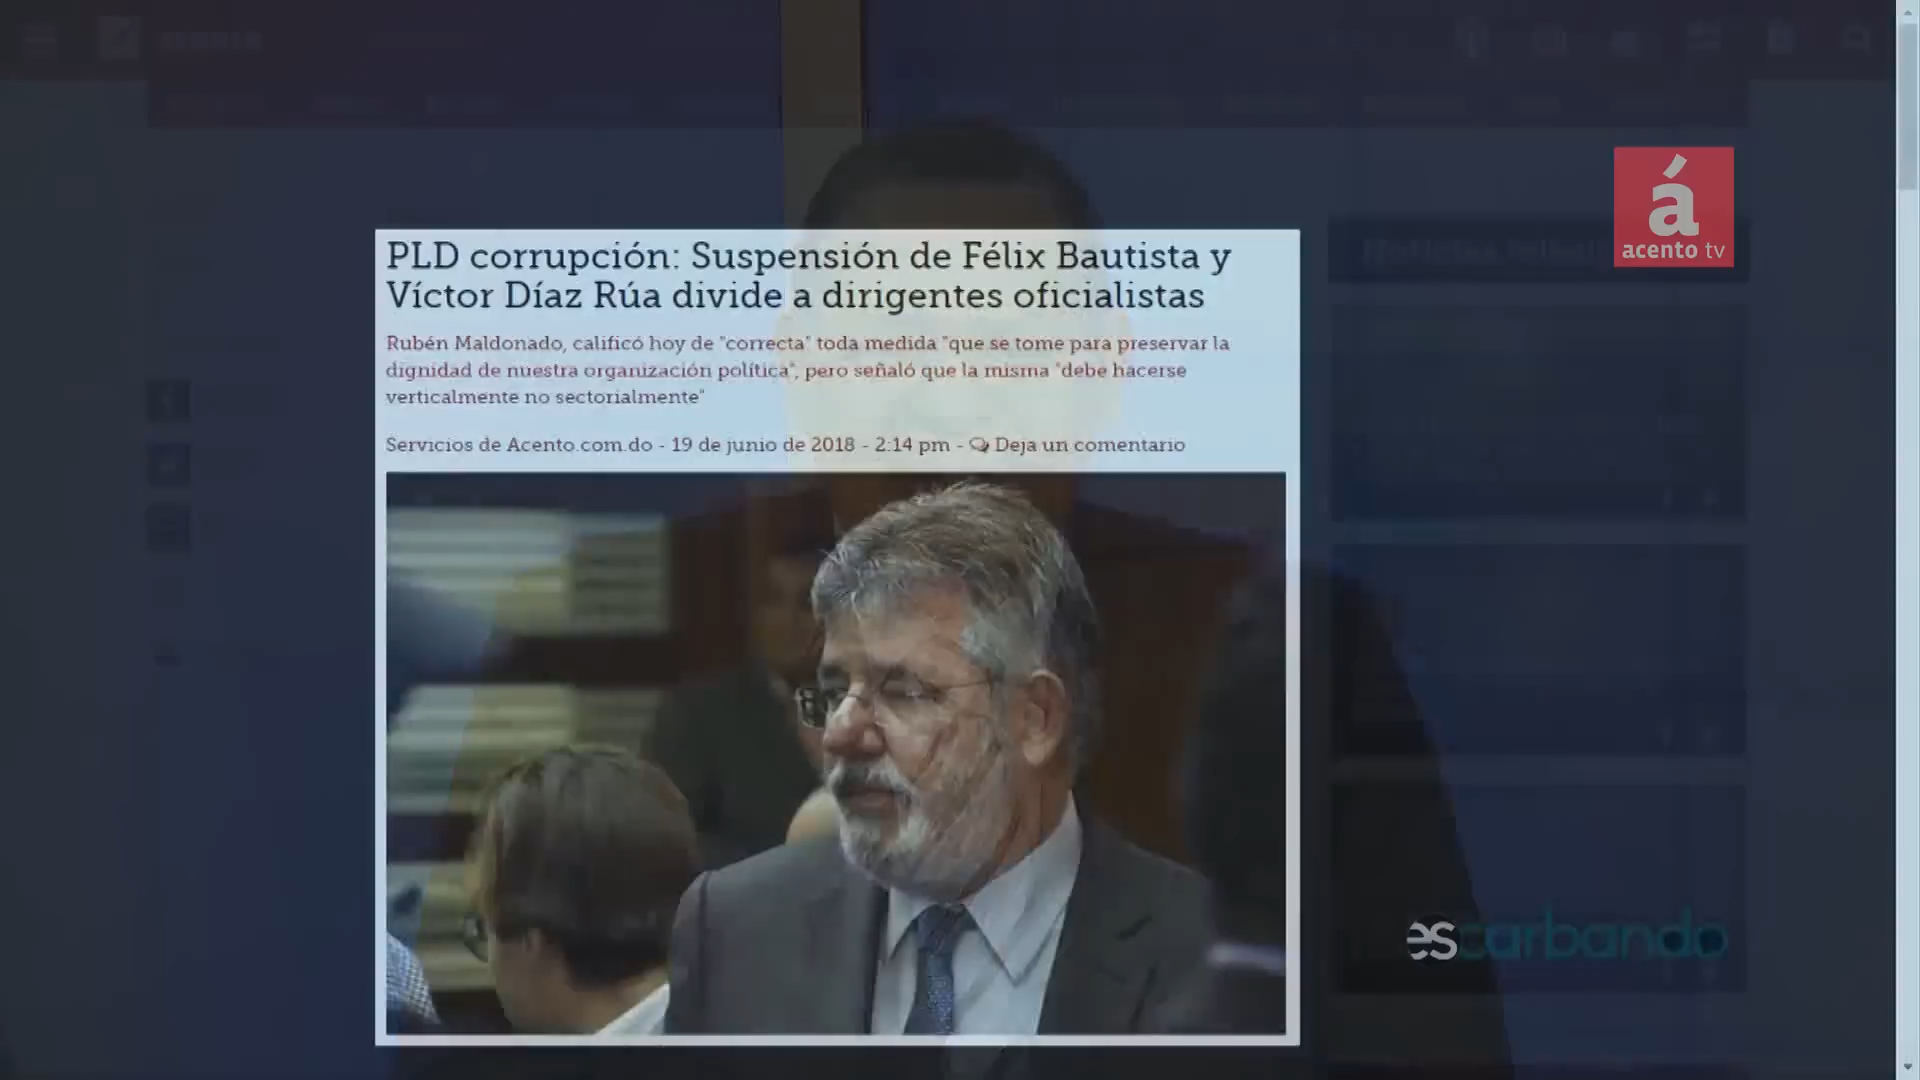 á
acento tv
PLD corrupción: Suspensión de Félix Bautista y
Víctor Díaz Rúa divide a dirigentes oficialistas
Rubén Maldonado, calificó hoy de "correcta" toda medida "que se tome para preservar la
dignidad de nuestra organización política", pero señaló que la misma "debe hacerse
verticalmente no sectorialmente"
Servicios de Acento.com.do - 19 de junio de 2018 - 2:14 pm - Deja un comentario
escarbando